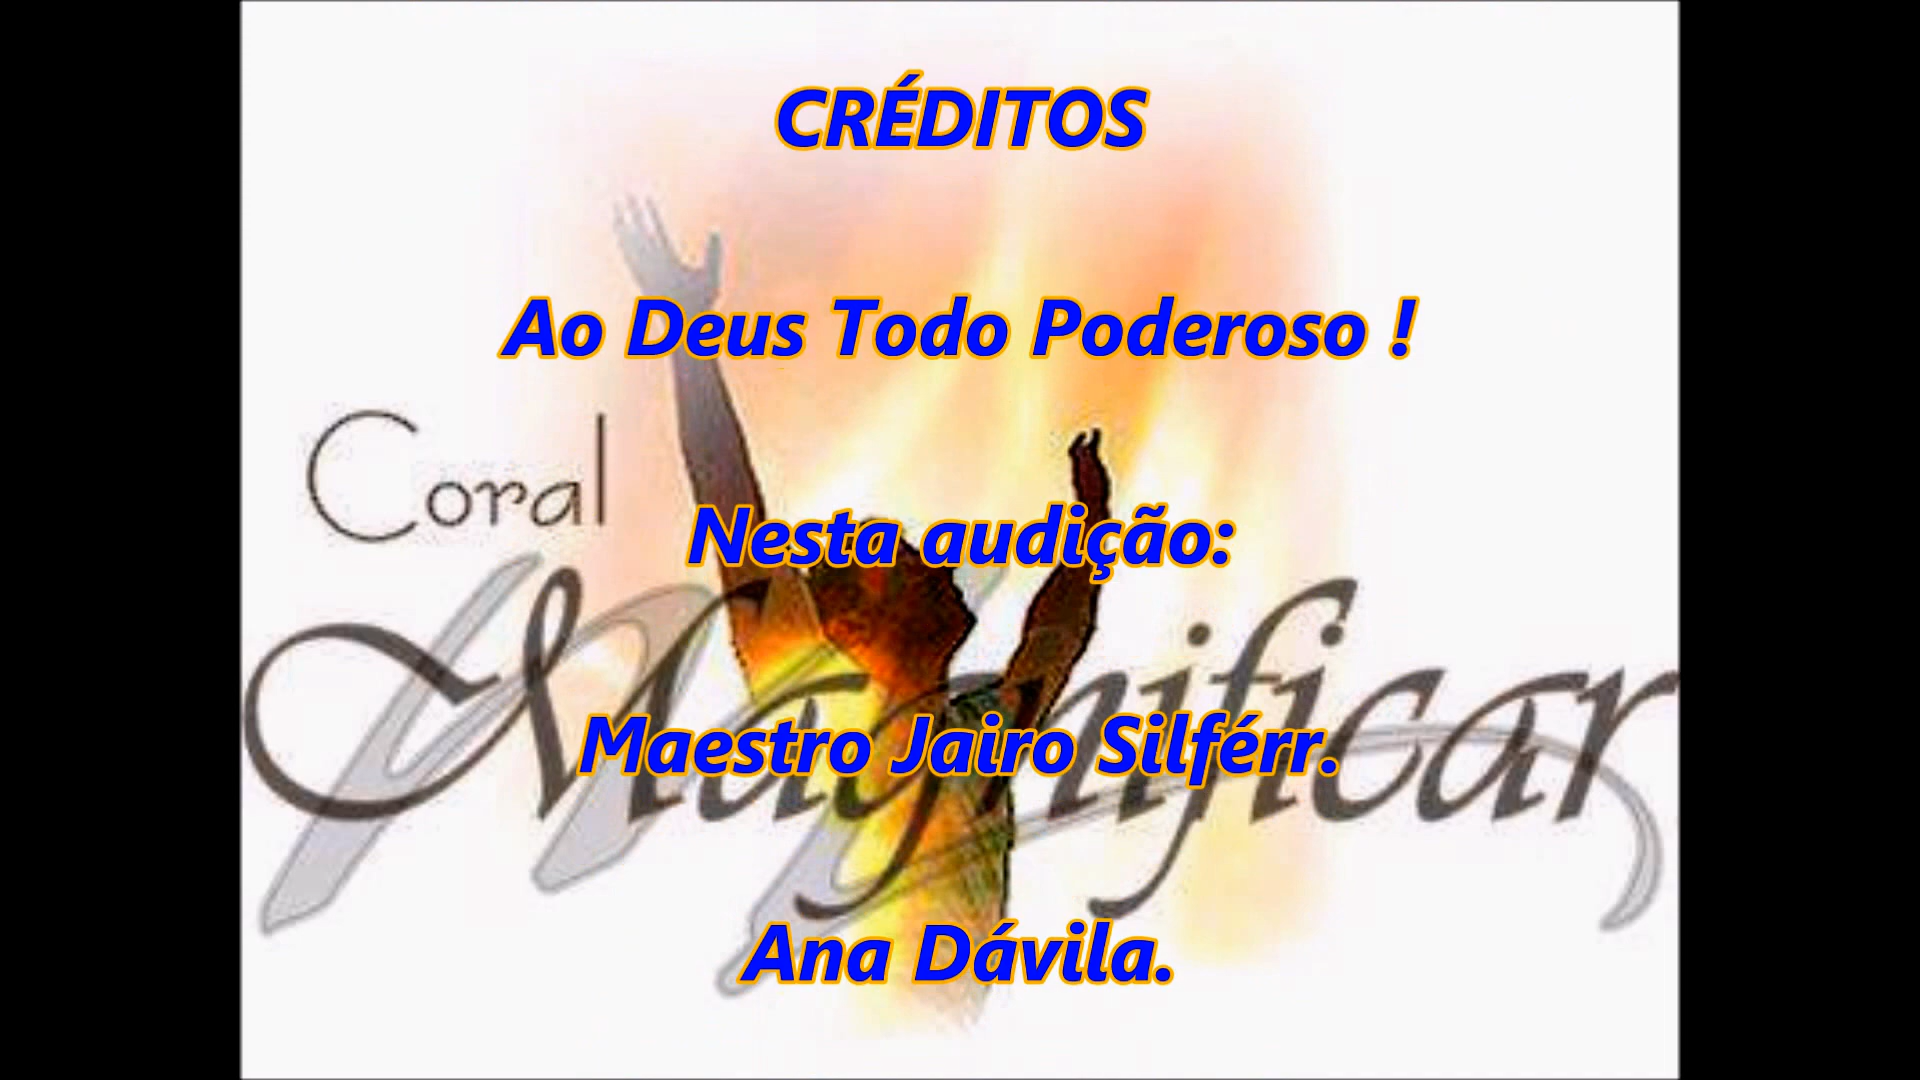 CRÉDITOS
Ao Deus Todo Poderoso !
Coral
Nesta audição:
Magnificar
Maestro Jairo Silférr.
Ana Dávila.